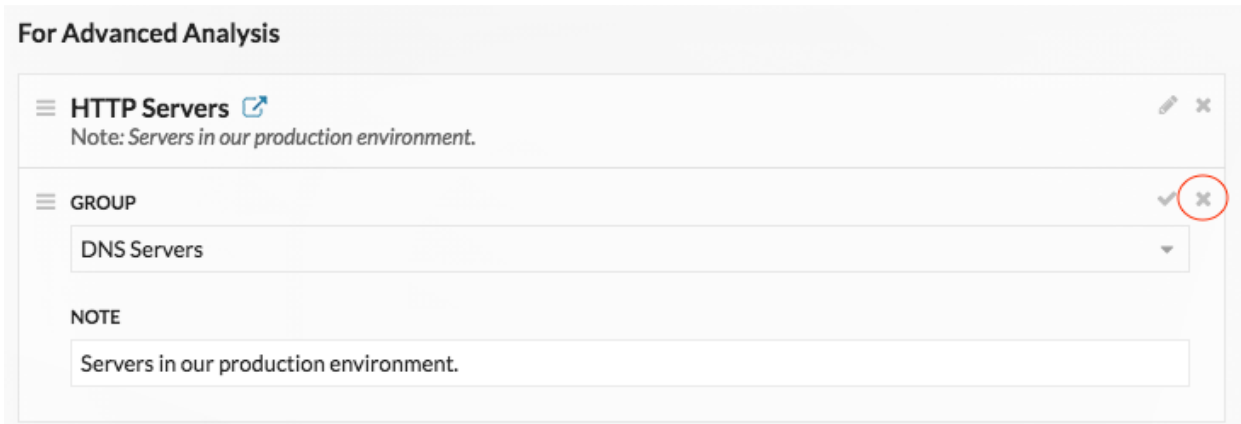 For Advanced Analysis
HTTP Servers
Note: Servers in our production environment.
GROUP
DNS Servers
NOTE
Servers in our production environment.